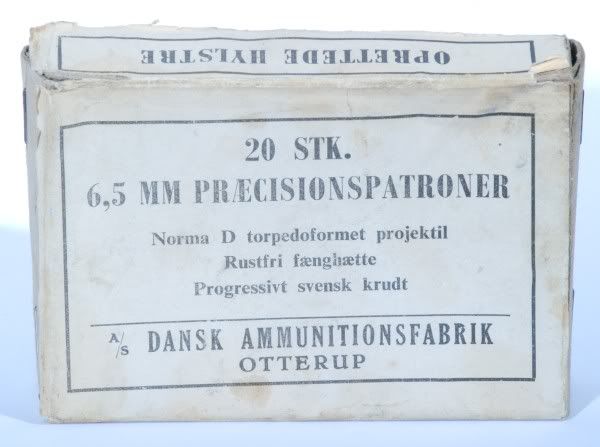 OPRETTEDE HYLSTRE
20 STK.
6,5 MM PRÆCISIONSPATRONER
Norma D torpedoformet projektil
Rustfri fænghætte
Progressivt svensk krudt
A/S DANSK AMMUNITIONSFABRIK
OTTERUP